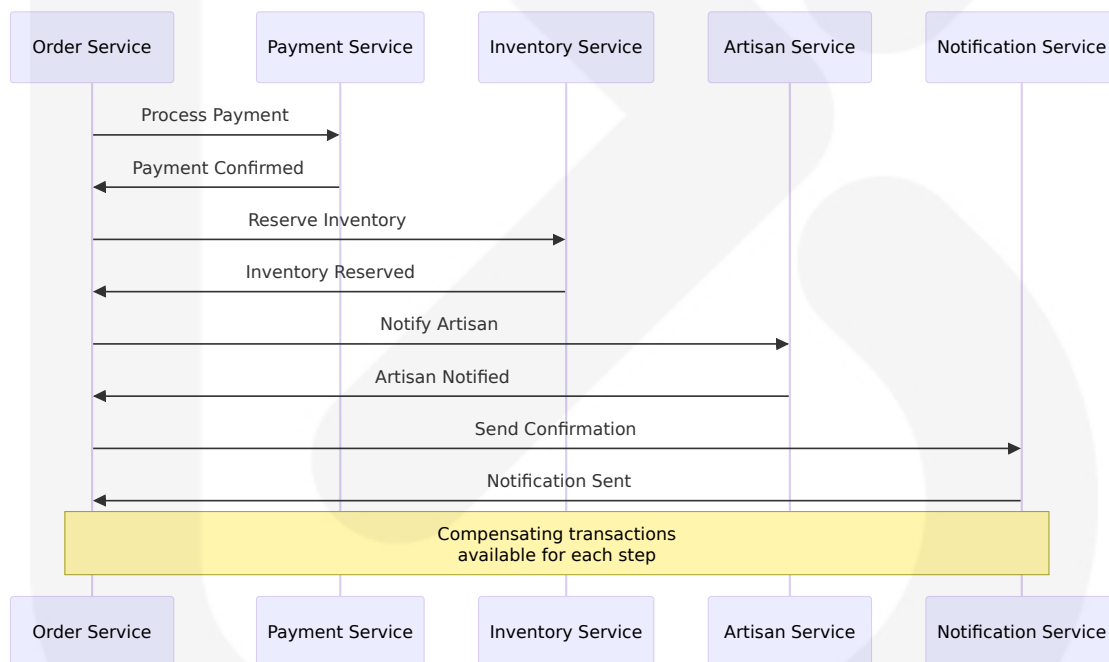 Order Service
Payment Service
Inventory Service
Artisan Service
Notification Service
Process Payment
Payment Confirmed
Reserve Inventory
Inventory Reserved
Notify Artisan
Artisan Notified
Send Confirmation
Notification Sent
Compensating transactions
available for each step
Order Service
Payment Service
Inventory Service
Artisan Service
Notification Service